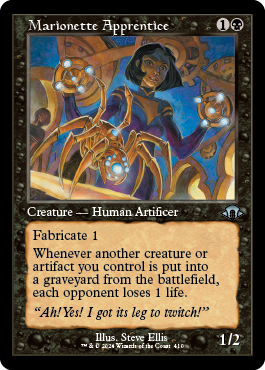 Marionette Apprentice 1
Creature — Human Artificer
Fabricate 1
Whenever another creature or
artifact you control is put into
a graveyard from the battlefield,
each opponent loses 1 life.
“Ah! Yes! I got its leg to twitch!”
Illus. Steve Ellis
™ & © 2024 Wizards of the Coast 410
1/2